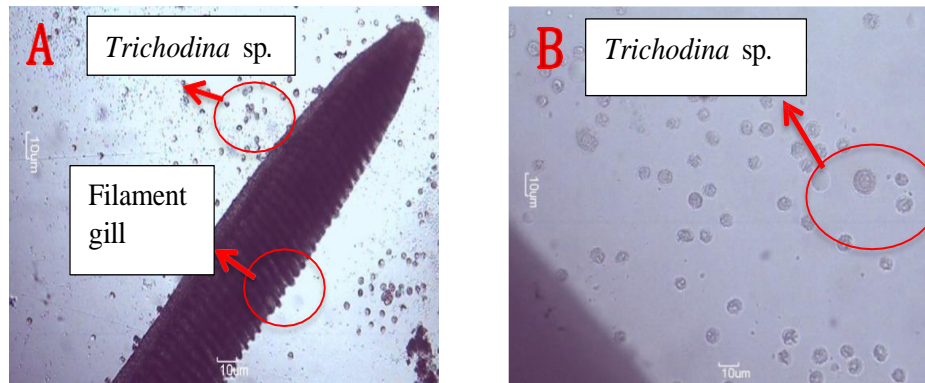 A
Trichodina sp.
10um
Filament
gill
10um
B
Trichodina sp.
10um
10um